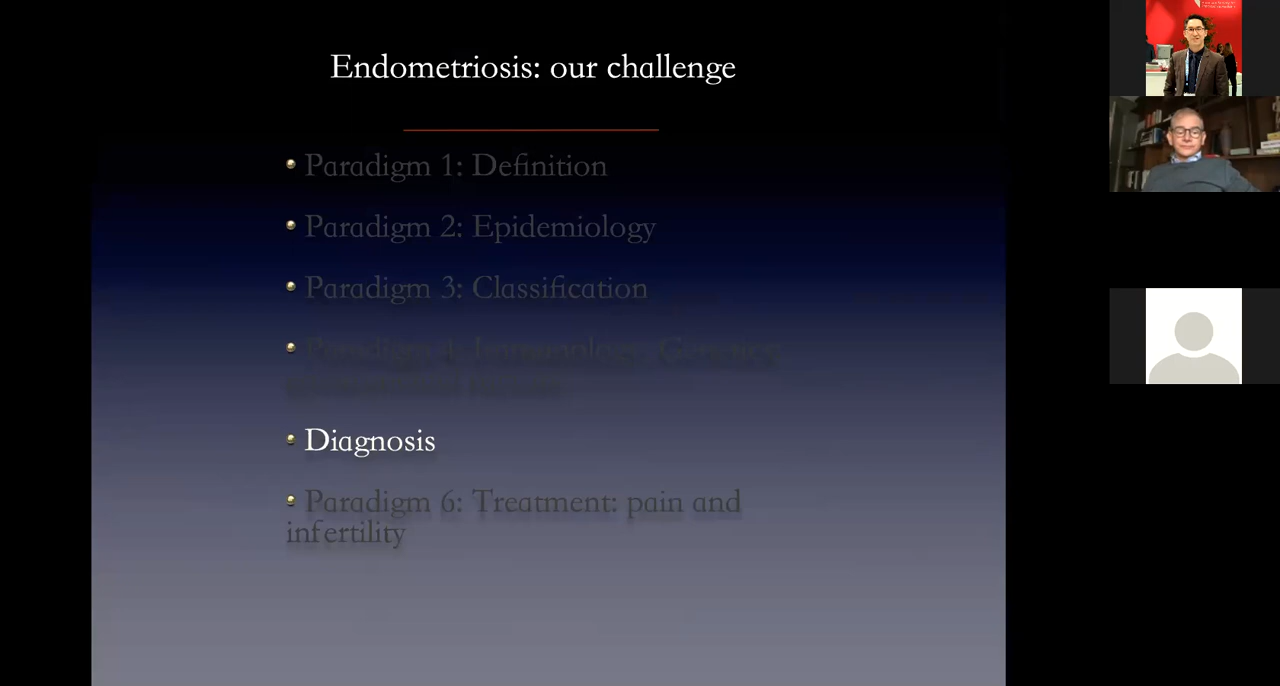 Endometriosis: our challenge
Paradigm 1: Definition
Paradigm 2: Epidemiology
Paradigm 3: Classification
Paradigm 4: Immunology, Genetics
Diagnosis
Paradigm 6: Treatment: pain and
infertility